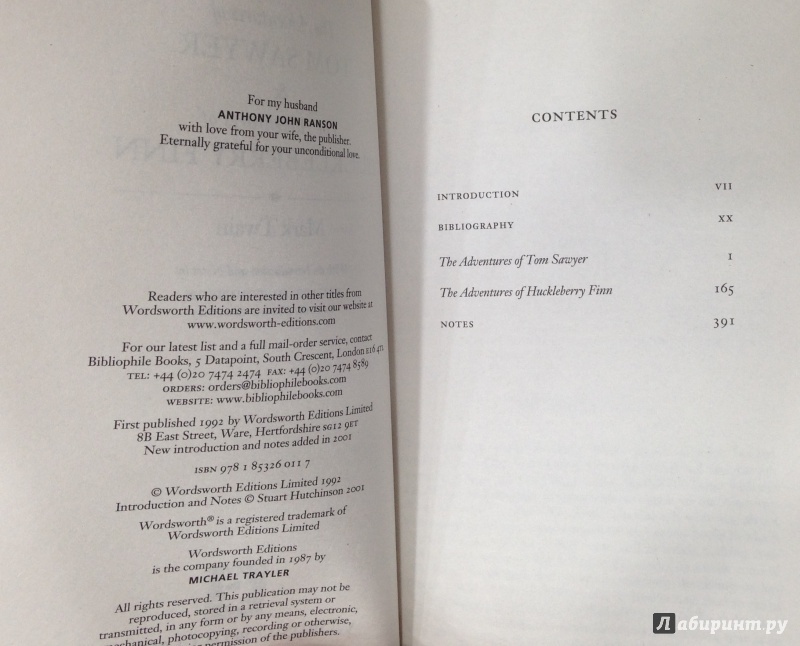 For my husband
ANTHONY JOHN RANSON
with love from your wife, the publisher.
Eternally grateful for your unconditional love.
Readers who are interested in other titles from
Wordsworth Editions are invited to visit our website at
www.wordsworth-editions.com
For our latest list and a full mail-order service, contact
Bibliophile Books, 5 Datapoint, South Crescent, London E16 4TL
TEL: +44 (0)20 7474 2474 FAX: +44 (0)20 7474 8589
ORDERS: orders@bibliophilebooks.com
WEBSITE: www.bibliophilebooks.com
First published 1992 by Wordsworth Editions Limited
8B East Street, Ware, Hertfordshire SG12 9ET
New introduction and notes added in 2001
ISBN 978 1 85326 011 7
© Wordsworth Editions Limited 1992
Introduction and Notes © Stuart Hutchinson 2001
Wordsworth® is a registered trademark of
Wordsworth Editions Limited
Wordsworth Editions
is the company founded in 1987 by
MICHAEL TRAYLER
All rights reserved. This publication may not be
reproduced, stored in a retrieval system or
transmitted, in any form or by any means, electronic,
mechanical, photocopying, recording or otherwise,
permission of the publishers.
CONTENTS
INTRODUCTION VII
BIBLIOGRAPHY XX
The Adventures of Tom Sawyer 1
The Adventures of Huckleberry Finn 165
NOTES 391
Лабиринт.ру